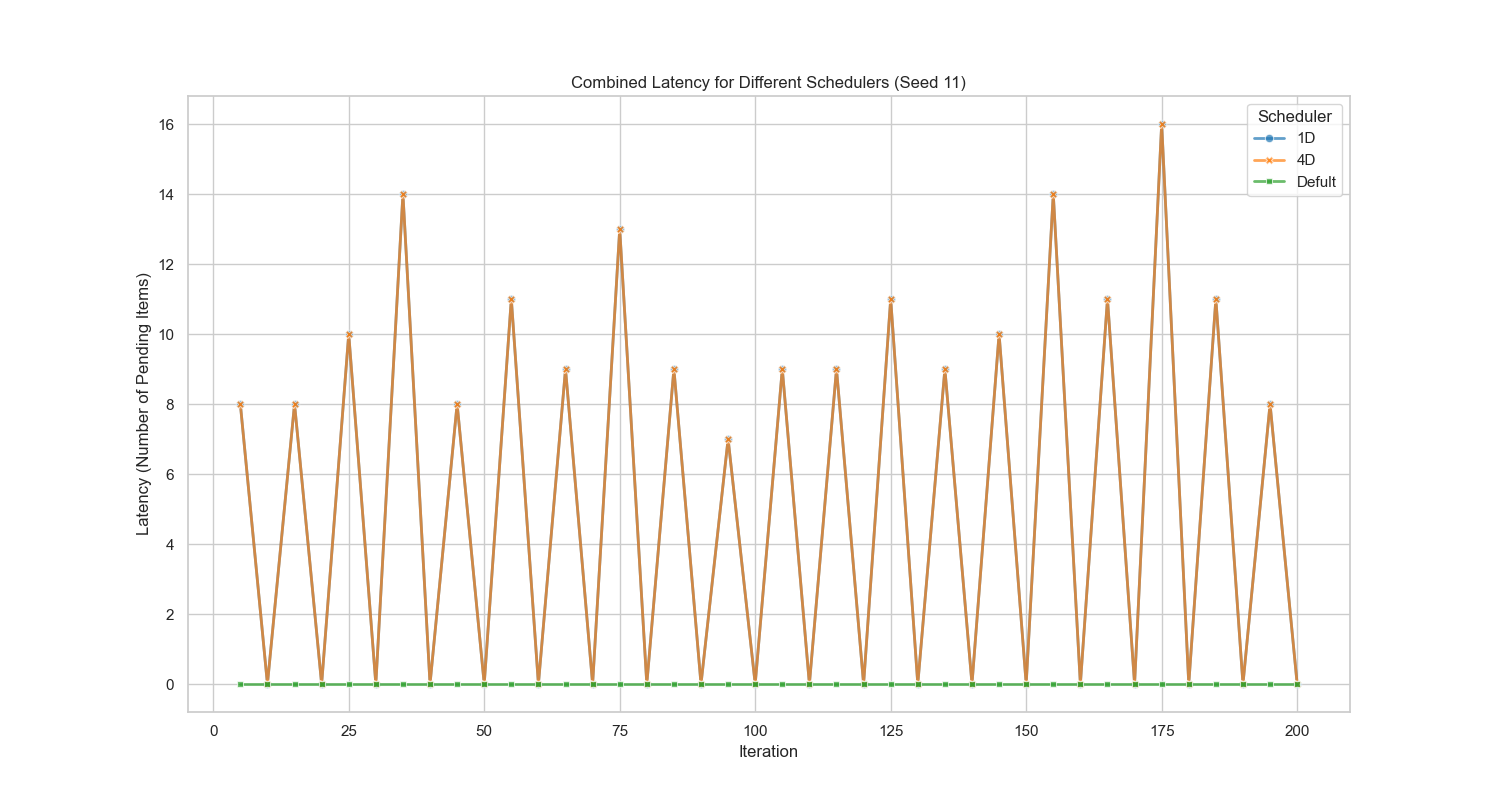 Combined Latency for Different Schedulers (Seed 11)
Scheduler
1D
4D
Defult
Latency (Number of Pending Items)
16
14
12
10
8
6
4
2
0
0 25 50 75 100 125 150 175 200
Iteration